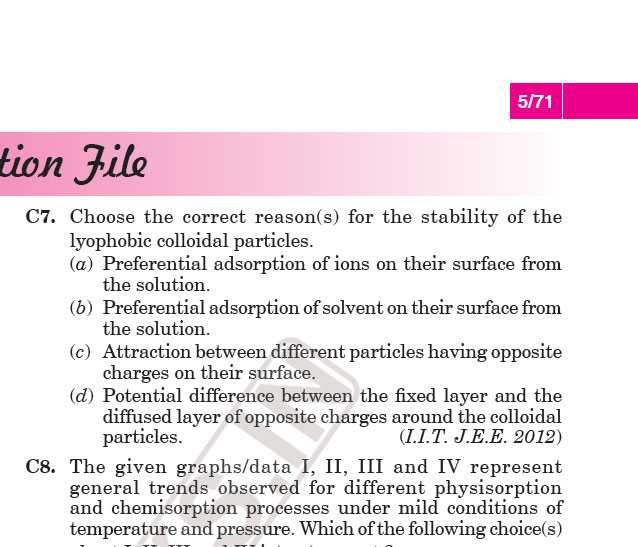 5/71
tion File
C7. Choose the correct reason(s) for the stability of the
lyophobic colloidal particles.
(a) Preferential adsorption of ions on their surface from
the solution.
(b) Preferential adsorption of solvent on their surface from
the solution.
(c) Attraction between different particles having opposite
charges on their surface.
(d) Potential difference between the fixed layer and the
diffused layer of opposite charges around the colloidal
particles. (I.I.T. J.E.E. 2012)
C8. The given graphs/data I, II, III and IV represent
general trends observed for different physisorption
and chemisorption processes under mild conditions of
temperature and pressure. Which of the following choice(s)